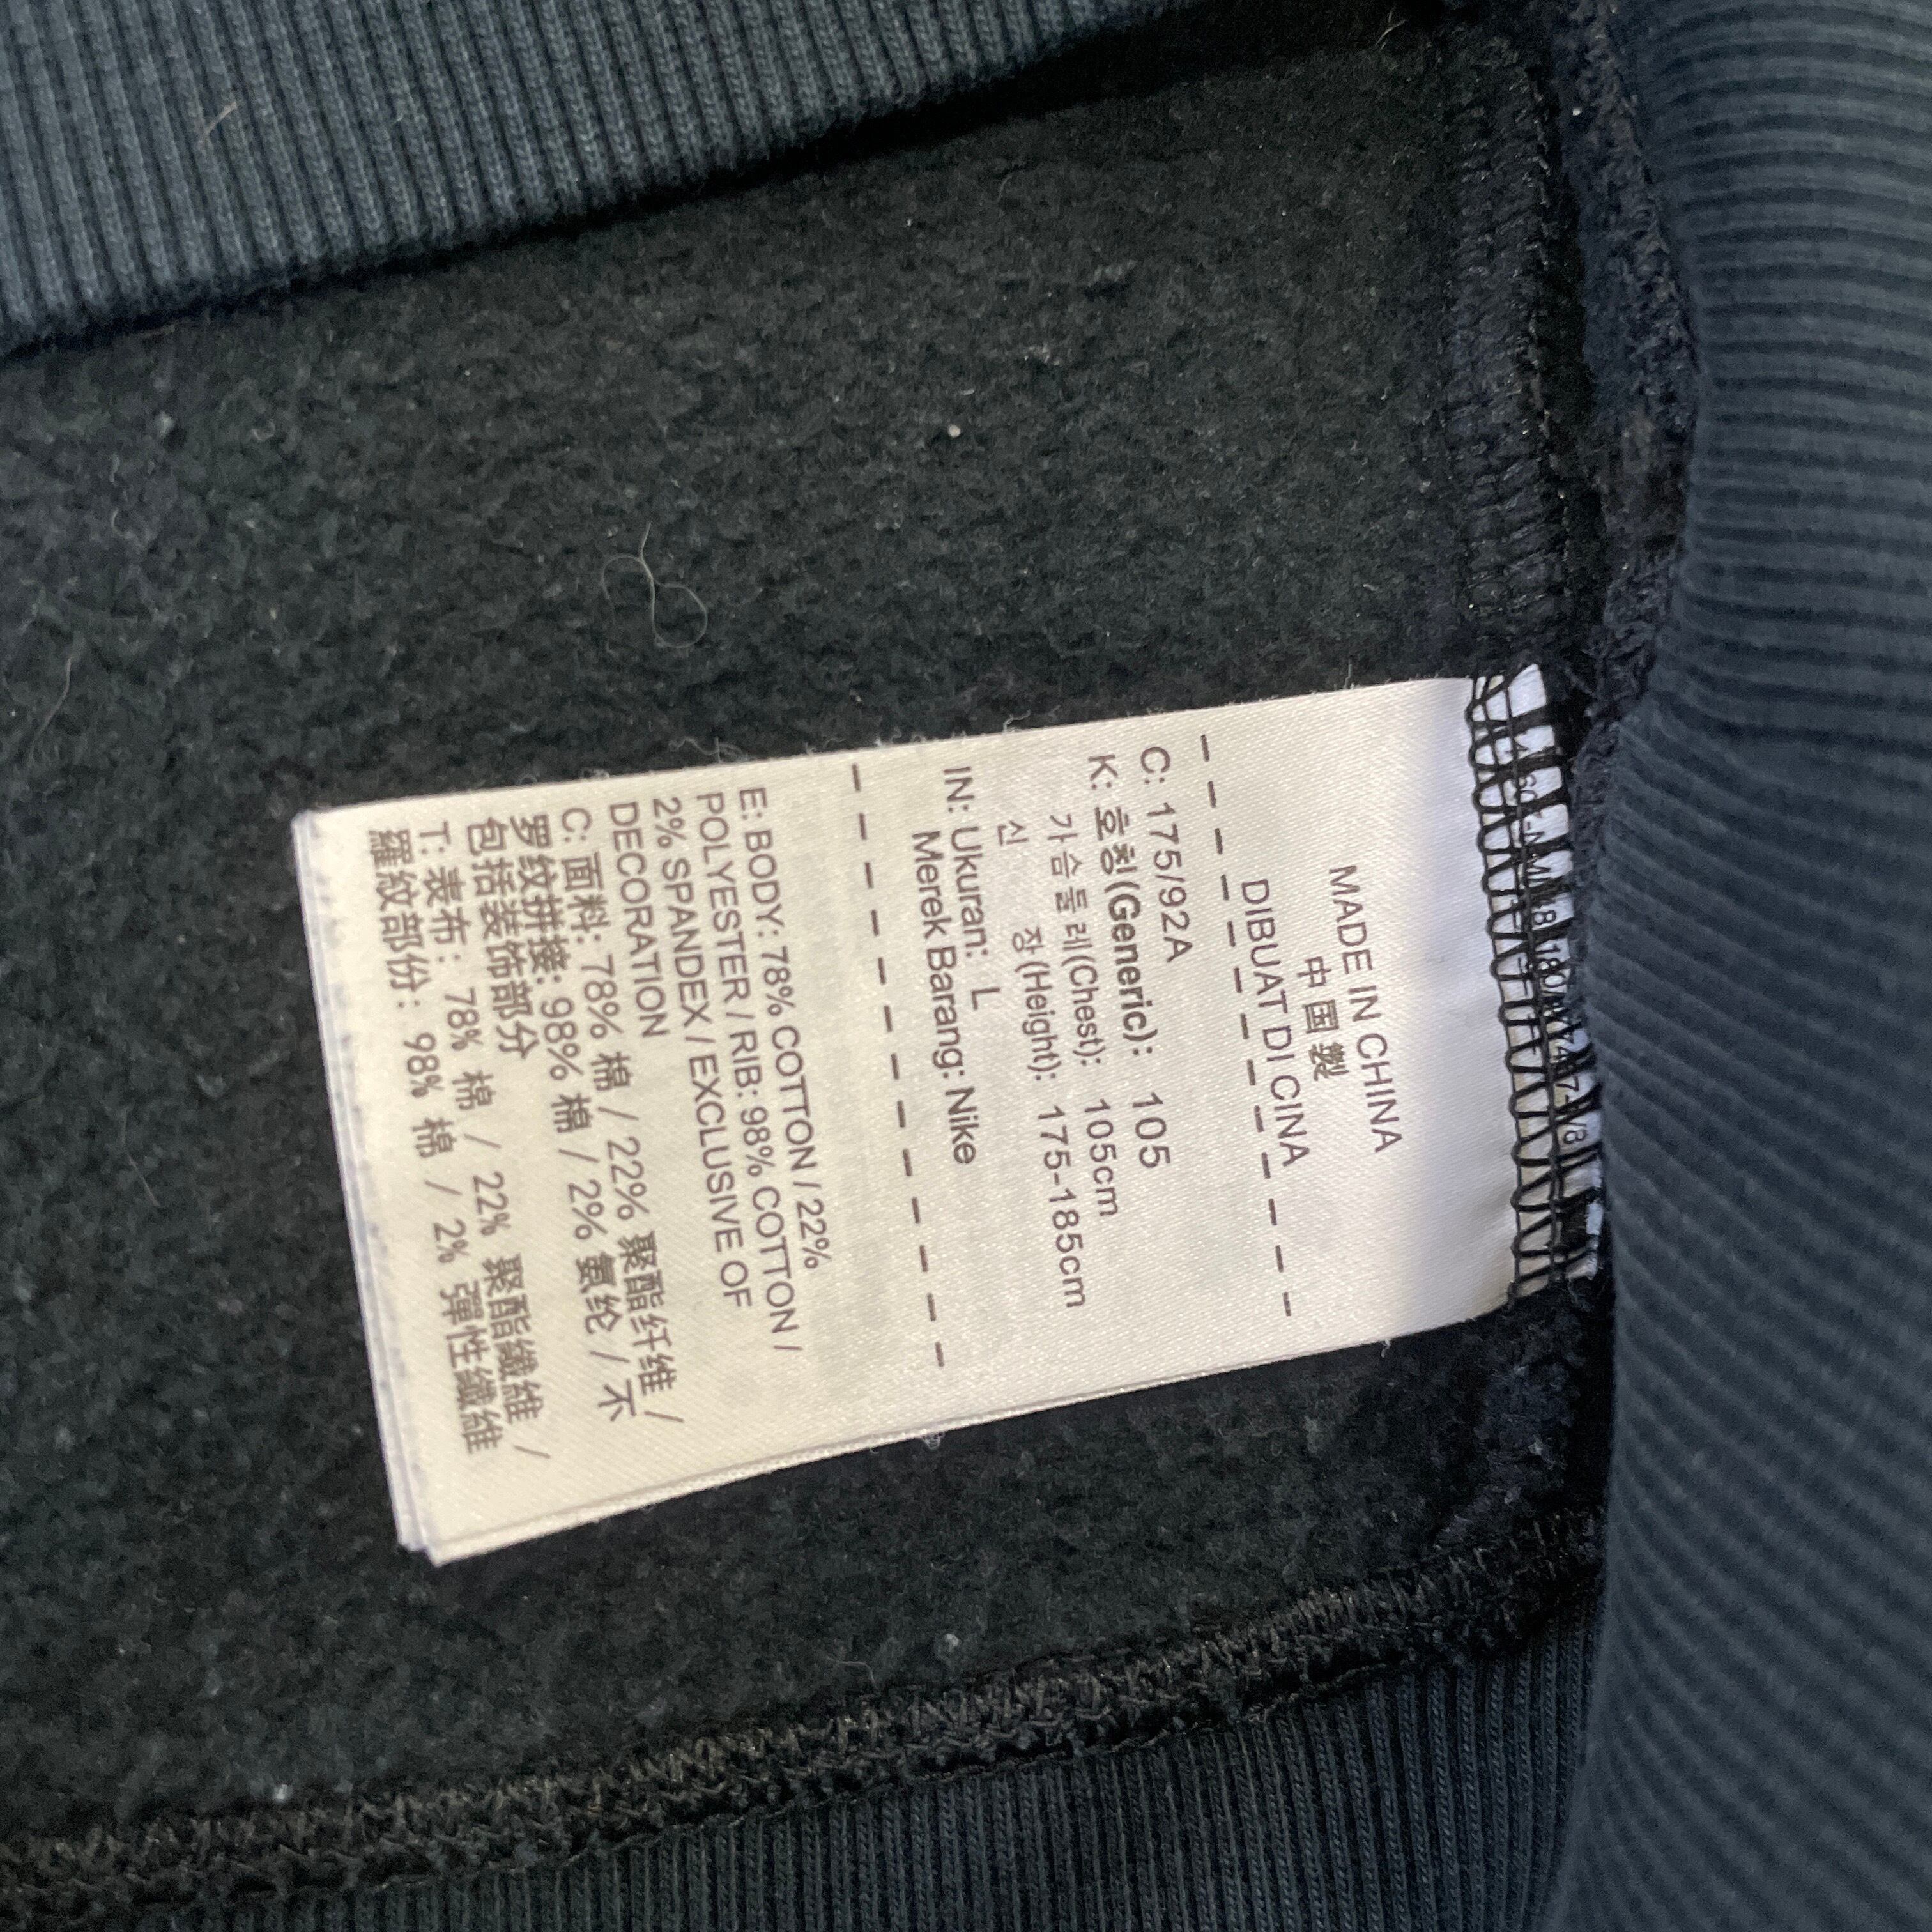 MADE IN CHINA
中國製
DIBUAT DI CINA
- - - - - - - - - - - - -
C: 175/92A
K: 호칭(Generic): 105
가슴둘레(Chest): 105cm
신 장(Height): 175-185cm
IN: Ukuran: L
Merek Barang: Nike
- - - - - - - - - - - - -
E: BODY: 78% COTTON / 22%
POLYESTER / RIB: 98% COTTON /
2% SPANDEX / EXCLUSIVE OF
DECORATION
C: 面料: 78% 棉 / 22% 聚酯纤维 /
罗纹拼接: 98% 棉 / 2% 氨纶 / 不
包括装饰部分
T: 表布: 78% 棉 / 22% 聚酯纖維 /
羅紋部份: 98% 棉 / 2% 彈性纖維